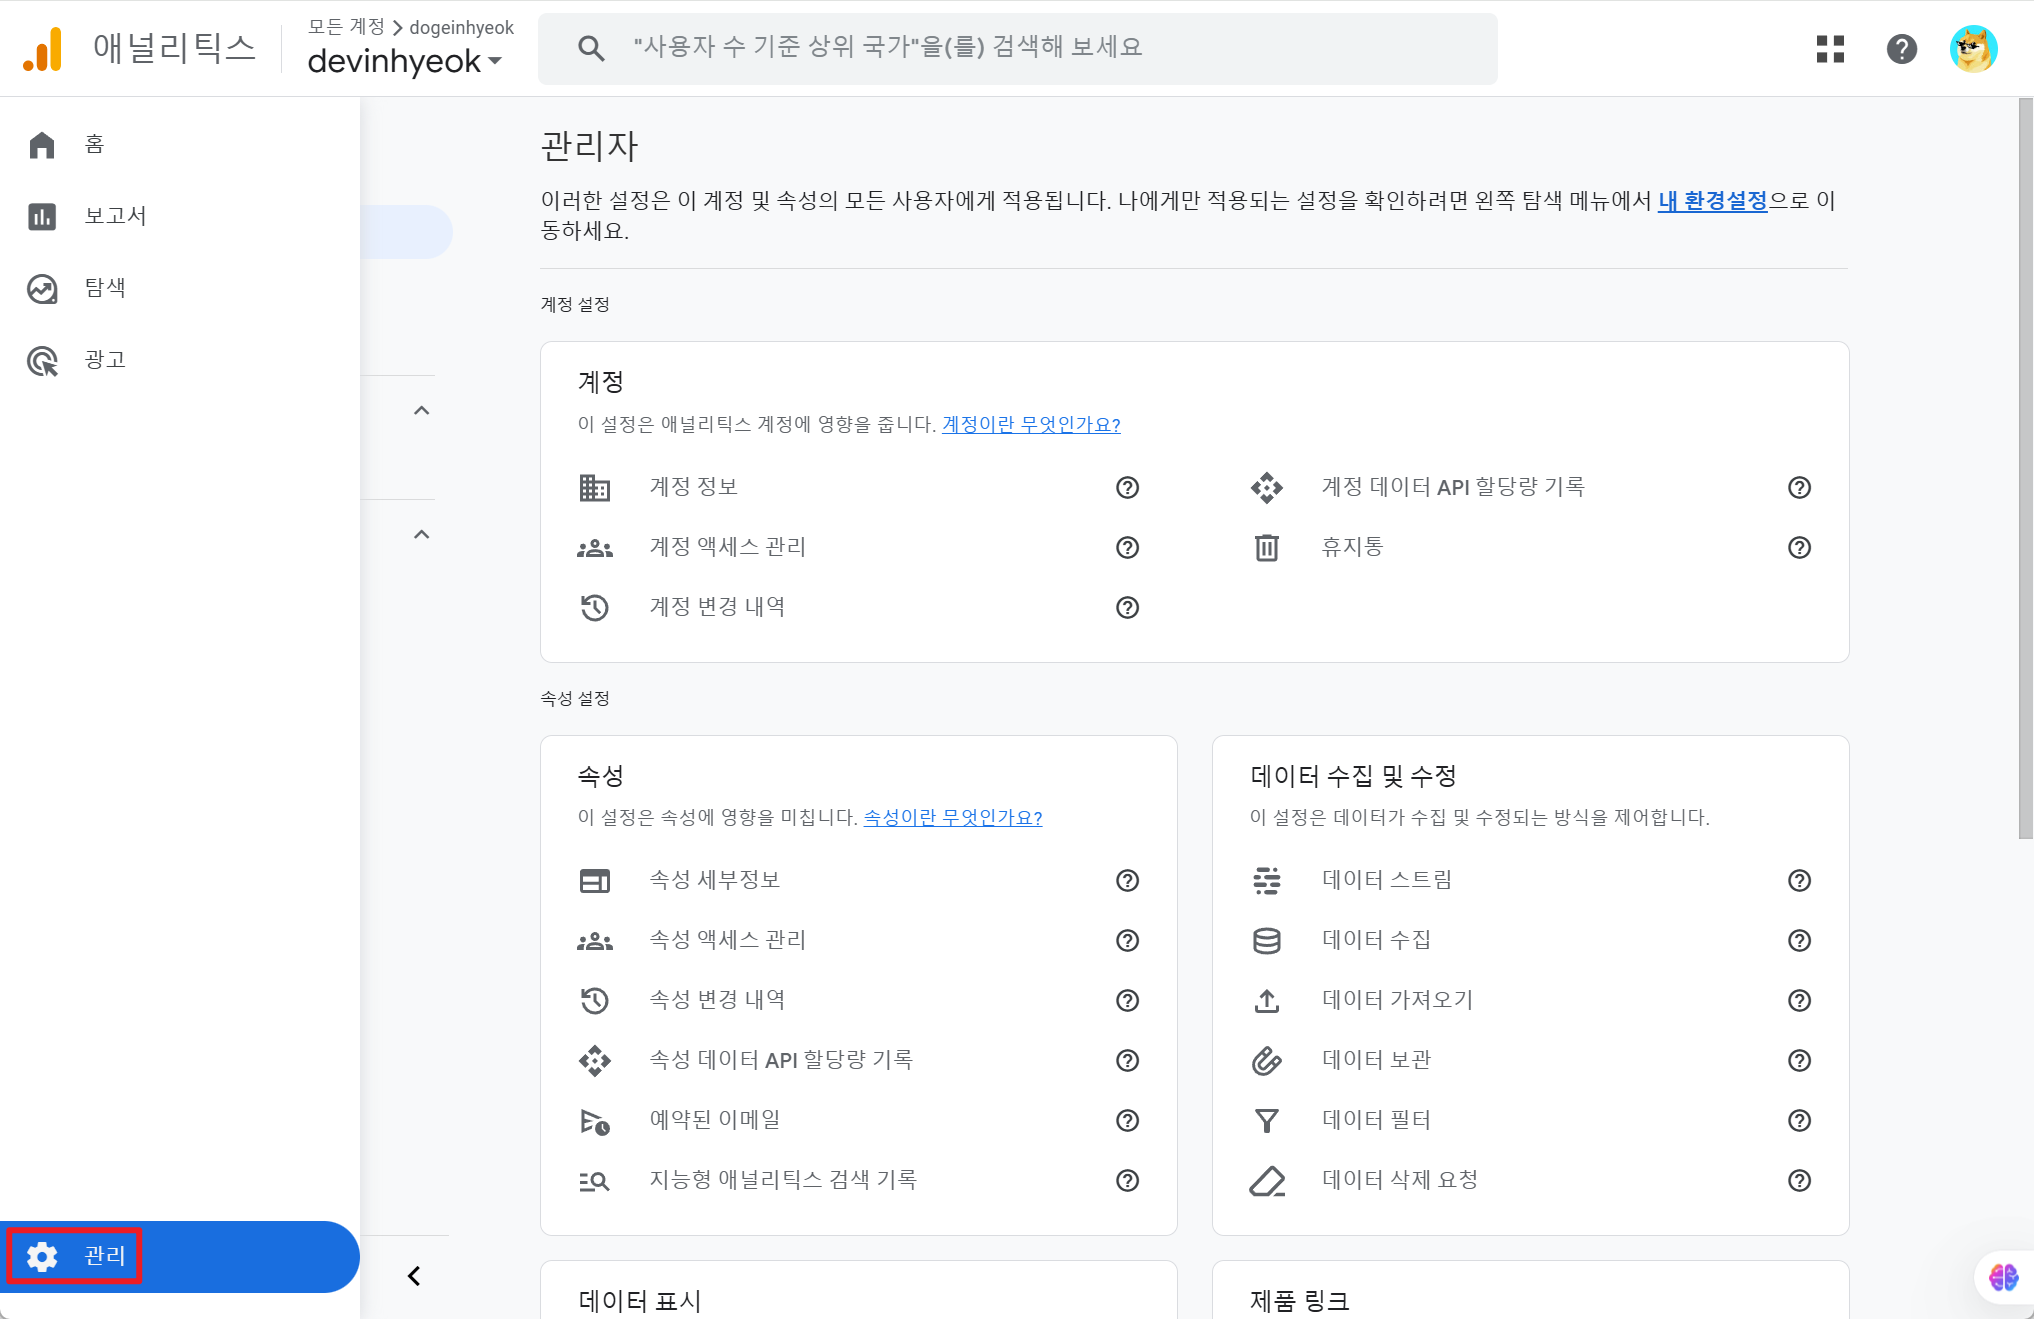 애널리틱스
모든 계정 > dogeinhyeok
devinhyeok
"사용자 수 기준 상위 국가"을(를) 검색해 보세요
홈
보고서
탐색
광고
관리
관리자
이러한 설정은 이 계정 및 속성의 모든 사용자에게 적용됩니다. 나에게만 적용되는 설정을 확인하려면 왼쪽 탐색 메뉴에서 내 환경설정으로 이
동하세요.
계정 설정
계정
이 설정은 애널리틱스 계정에 영향을 줍니다. 계정이란 무엇인가요?
계정 정보
계정 액세스 관리
계정 변경 내역
계정 데이터 API 할당량 기록
휴지통
속성 설정
속성
이 설정은 속성에 영향을 미칩니다. 속성이란 무엇인가요?
속성 세부정보
속성 액세스 관리
속성 변경 내역
속성 데이터 API 할당량 기록
예약된 이메일
지능형 애널리틱스 검색 기록
데이터 수집 및 수정
이 설정은 데이터가 수집 및 수정되는 방식을 제어합니다.
데이터 스트림
데이터 수집
데이터 가져오기
데이터 보관
데이터 필터
데이터 삭제 요청
데이터 표시
제품 링크